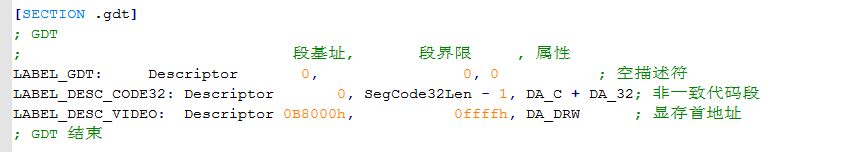 [SECTION .gdt]
; GDT
; 段基址, 段界限 , 属性
LABEL_GDT: Descriptor 0, 0, 0 ; 空描述符
LABEL_DESC_CODE32: Descriptor 0, SegCode32Len - 1, DA_C + DA_32; 非一致代码段
LABEL_DESC_VIDEO: Descriptor 0B8000h, 0ffffh, DA_DRW ; 显存首地址
; GDT 结束